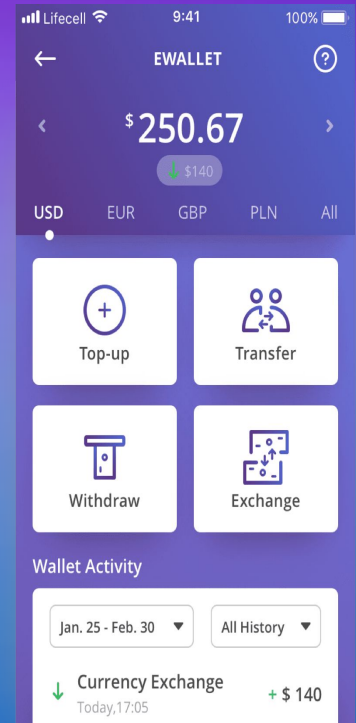 Lifecell 9:41 100%
EWALLET ?
< $250.67 >
↓ $140
USD EUR GBP PLN All
Top-up Transfer
Withdraw Exchange
Wallet Activity
Jan. 25 - Feb. 30 ▼ All History ▼
↓ Currency Exchange + $ 140
Today,17:05